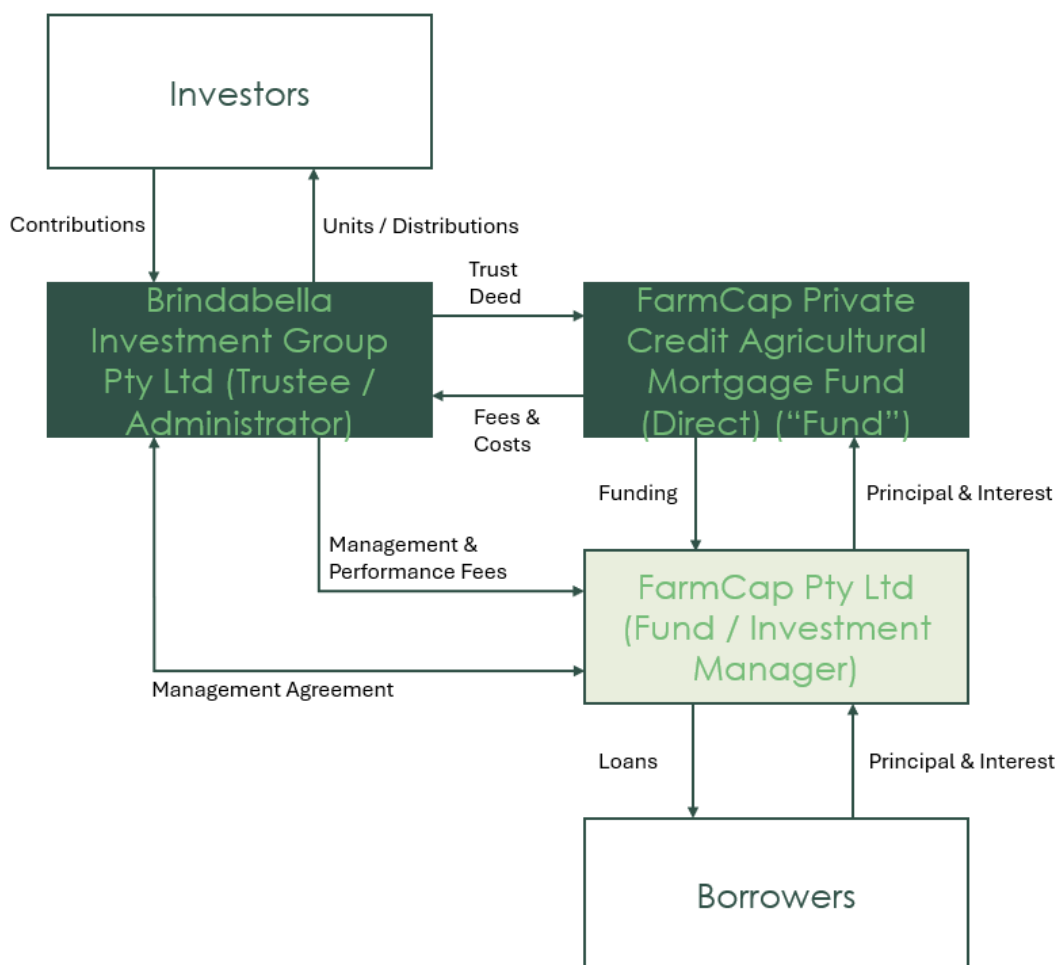 Investors
Contributions
Units / Distributions
Trust
Deed
Brindabella
Investment Group
Pty Ltd (Trustee /
Administrator)
FarmCap Private
Credit Agricultural
Mortgage Fund
(Direct) (“Fund”)
Fees &
Costs
Funding
Principal & Interest
Management &
Performance Fees
FarmCap Pty Ltd
(Fund / Investment
Manager)
Management Agreement
Loans
Principal & Interest
Borrowers